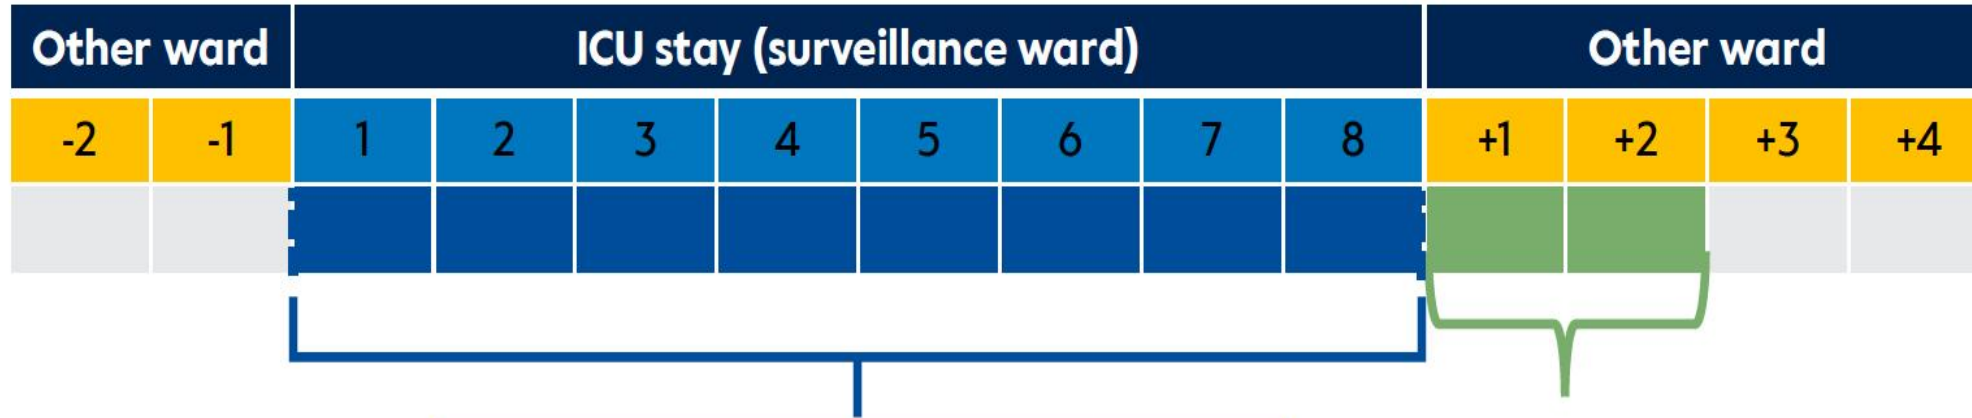 Other ward ICU stay (surveillance ward) Other ward
-2 -1 1 2 3 4 5 6 7 8 +1 +2 +3 +4